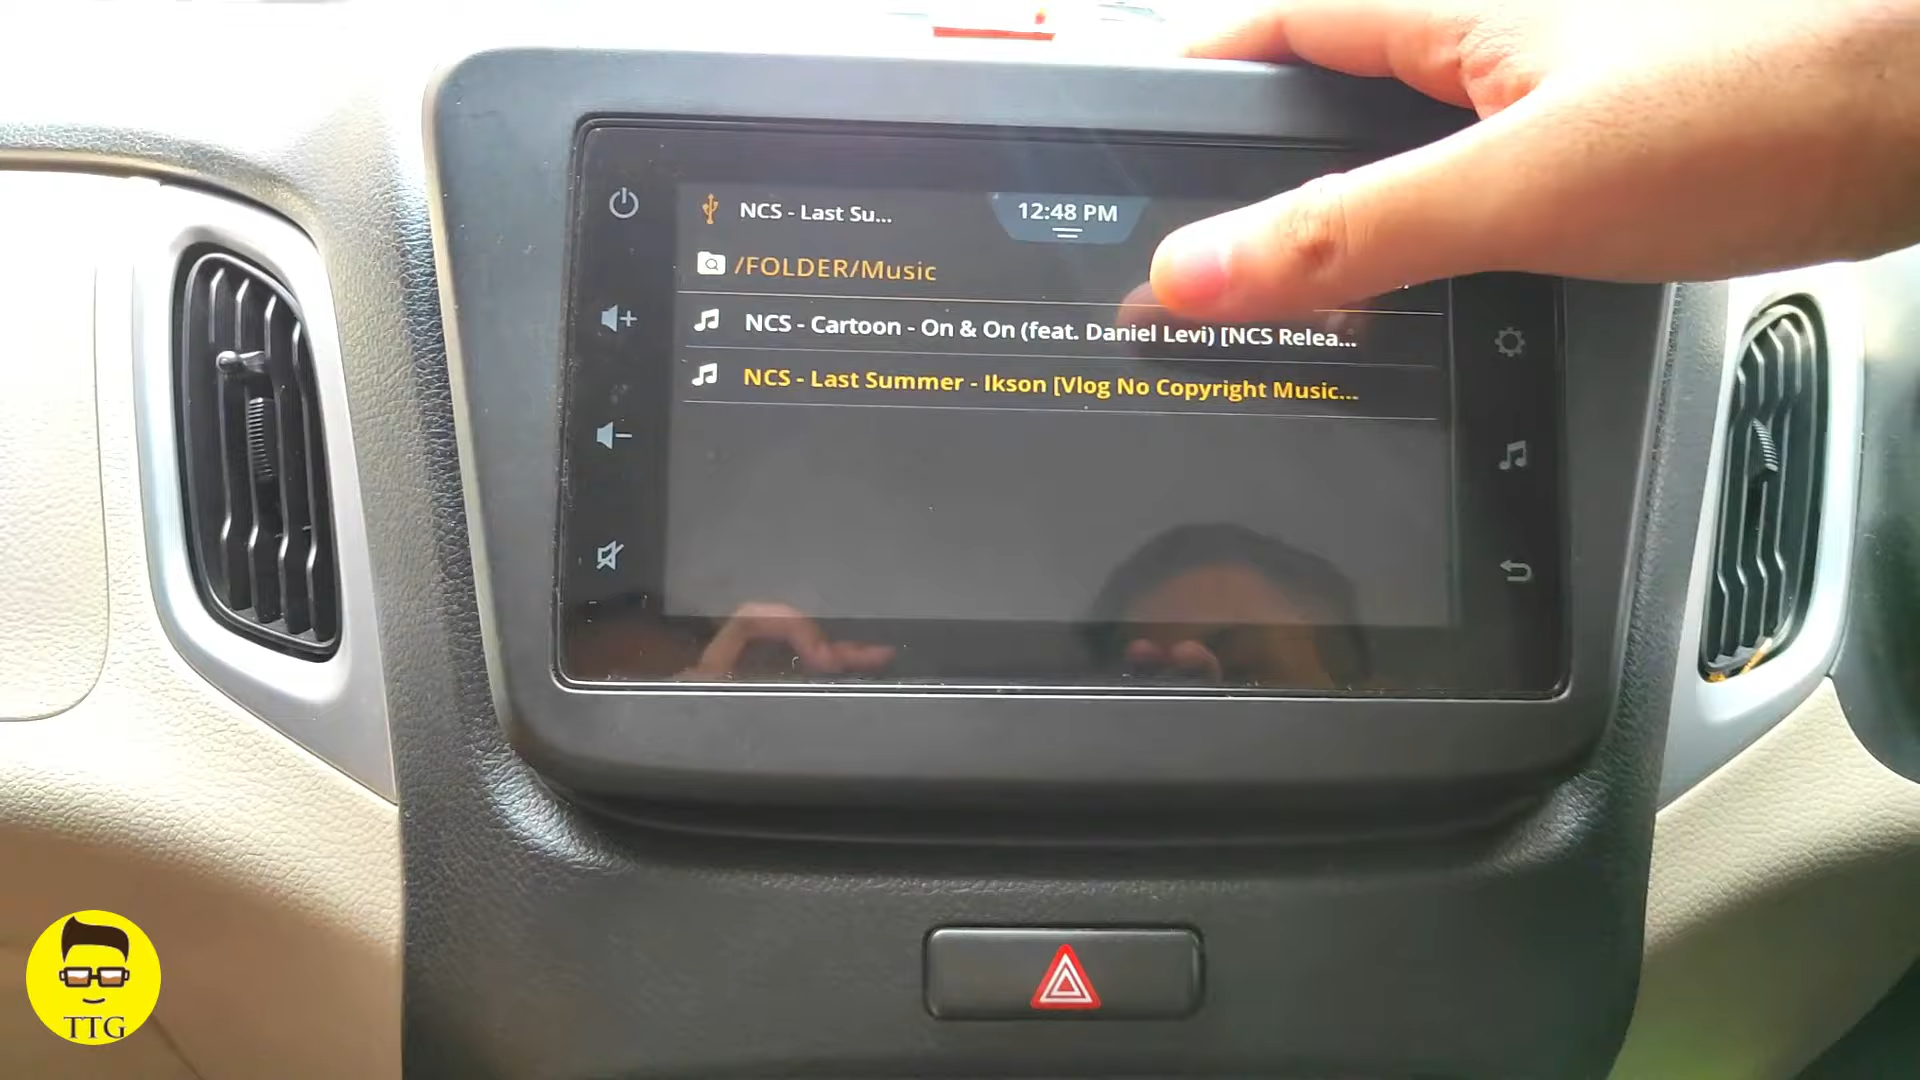 NCS - Last Su...
12:48 PM
/FOLDER/Music
NCS - Cartoon - On & On (feat. Daniel Levi) [NCS Relea...
NCS - Last Summer - Ikson [Vlog No Copyright Music...
TTG